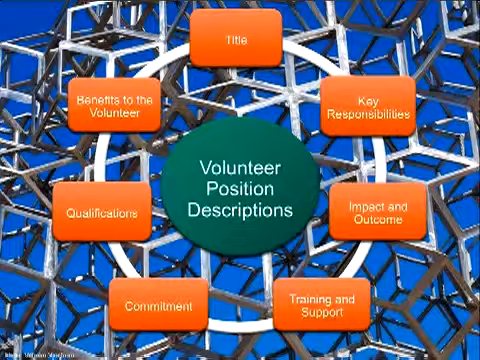 Title
Key
Responsibilities
Impact and
Outcome
Training and
Support
Commitment
Qualifications
Benefits to the
Volunteer
Volunteer
Position
Descriptions